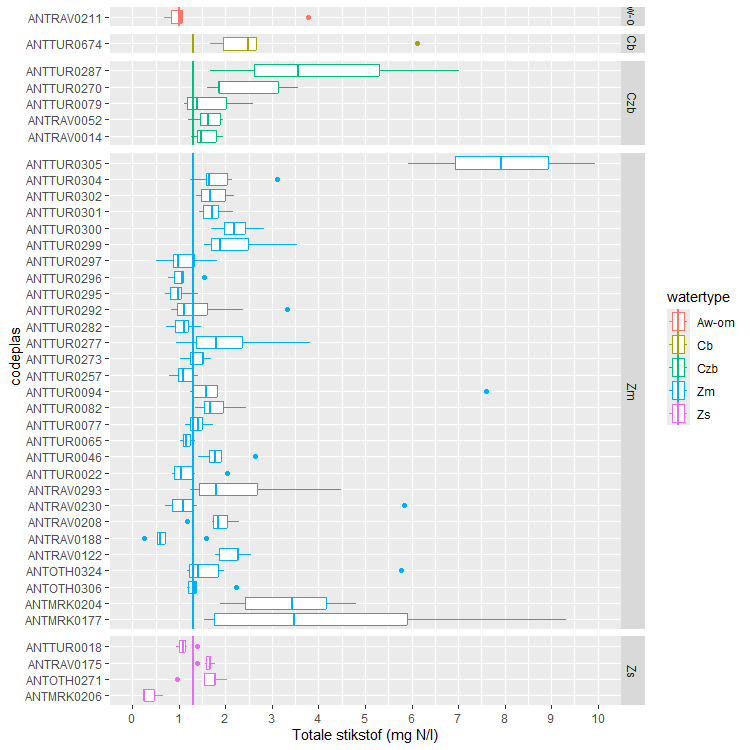 ANTRAV0211
ANTTUR0674
Cb
ANTTUR0287
ANTTUR0270
ANTTUR0079
ANTRAV0052
ANTRAV0014
Czb
ANTTUR0305
ANTTUR0304
ANTTUR0302
ANTTUR0301
ANTTUR0300
ANTTUR0299
ANTTUR0297
ANTTUR0296
ANTTUR0295
ANTTUR0292
ANTTUR0282
ANTTUR0277
ANTTUR0273
ANTTUR0257
ANTTUR0094
ANTTUR0082
ANTTUR0077
ANTTUR0065
ANTTUR0046
ANTTUR0022
ANTRAV0293
ANTRAV0230
ANTRAV0208
ANTRAV0188
ANTRAV0122
ANTOTH0324
ANTOTH0306
ANTMRK0204
ANTMRK0177
Zm
ANTTUR0018
ANTRAV0175
ANTOTH0271
ANTMRK0206
Zs
codeplas
0 1 2 3 4 5 6 7 8 9 10
Totale stikstof (mg N/l)
watertype
Aw-om
Cb
Czb
Zm
Zs